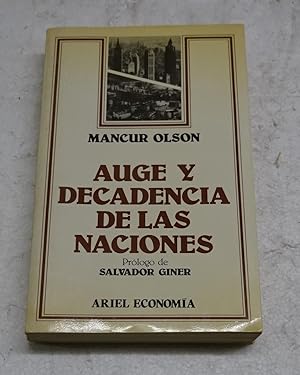 MANCUR OLSON
AUGE Y
DECADENCIA
DE LAS
NACIONES
Prólogo de
SALVADOR GINER
ARIEL ECONOMÍA